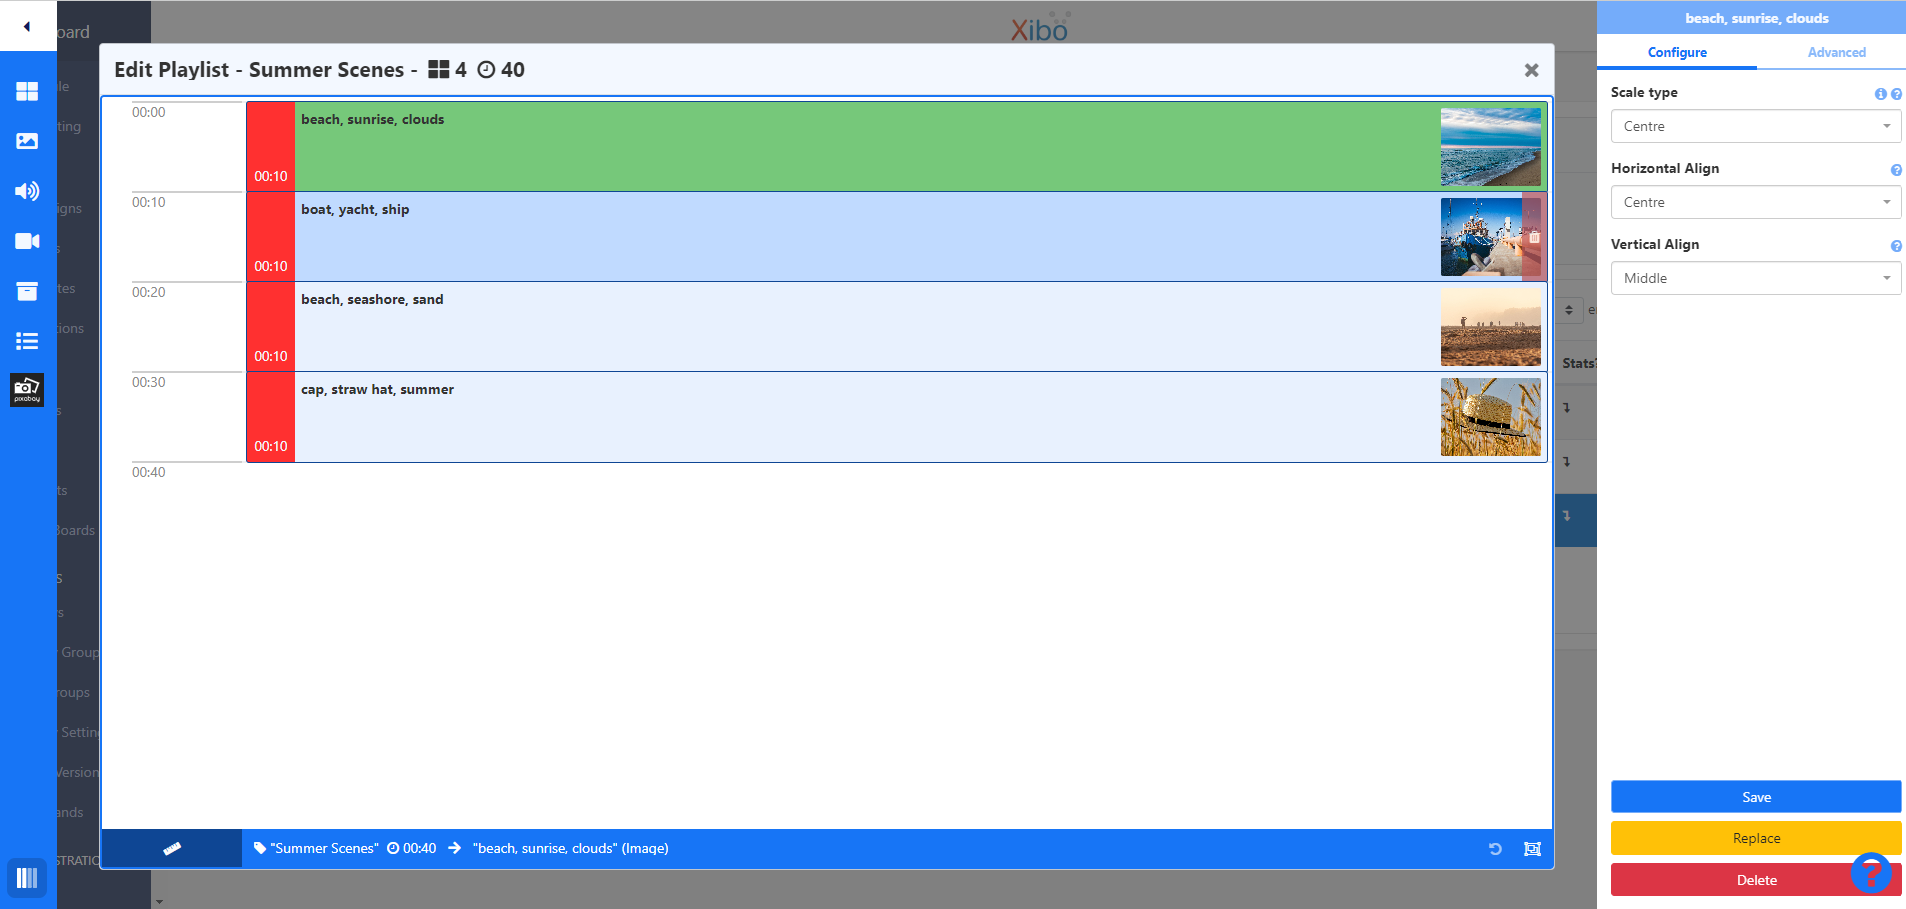 oard
le
ting
igns
s
tes
ions
s
ts
Boards
s
rs
Group
roups
Setting
Version
ands
STRATIO
pixabay
Xibo
Edit Playlist - Summer Scenes - 4 40
00:00
beach, sunrise, clouds
00:10
00:10
boat, yacht, ship
00:10
00:20
beach, seashore, sand
00:10
00:30
cap, straw hat, summer
00:10
00:40
"Summer Scenes" 00:40 "beach, sunrise, clouds" (Image)
e
Stats?
beach, sunrise, clouds
Configure Advanced
Scale type
Centre
Horizontal Align
Centre
Vertical Align
Middle
Save
Replace
Delete